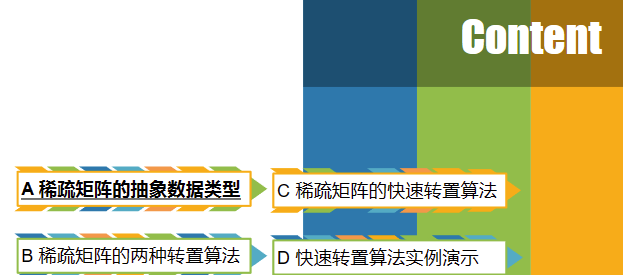 Content
A 稀疏矩阵的抽象数据类型
C 稀疏矩阵的快速转置算法
B 稀疏矩阵的两种转置算法
D 快速转置算法实例演示